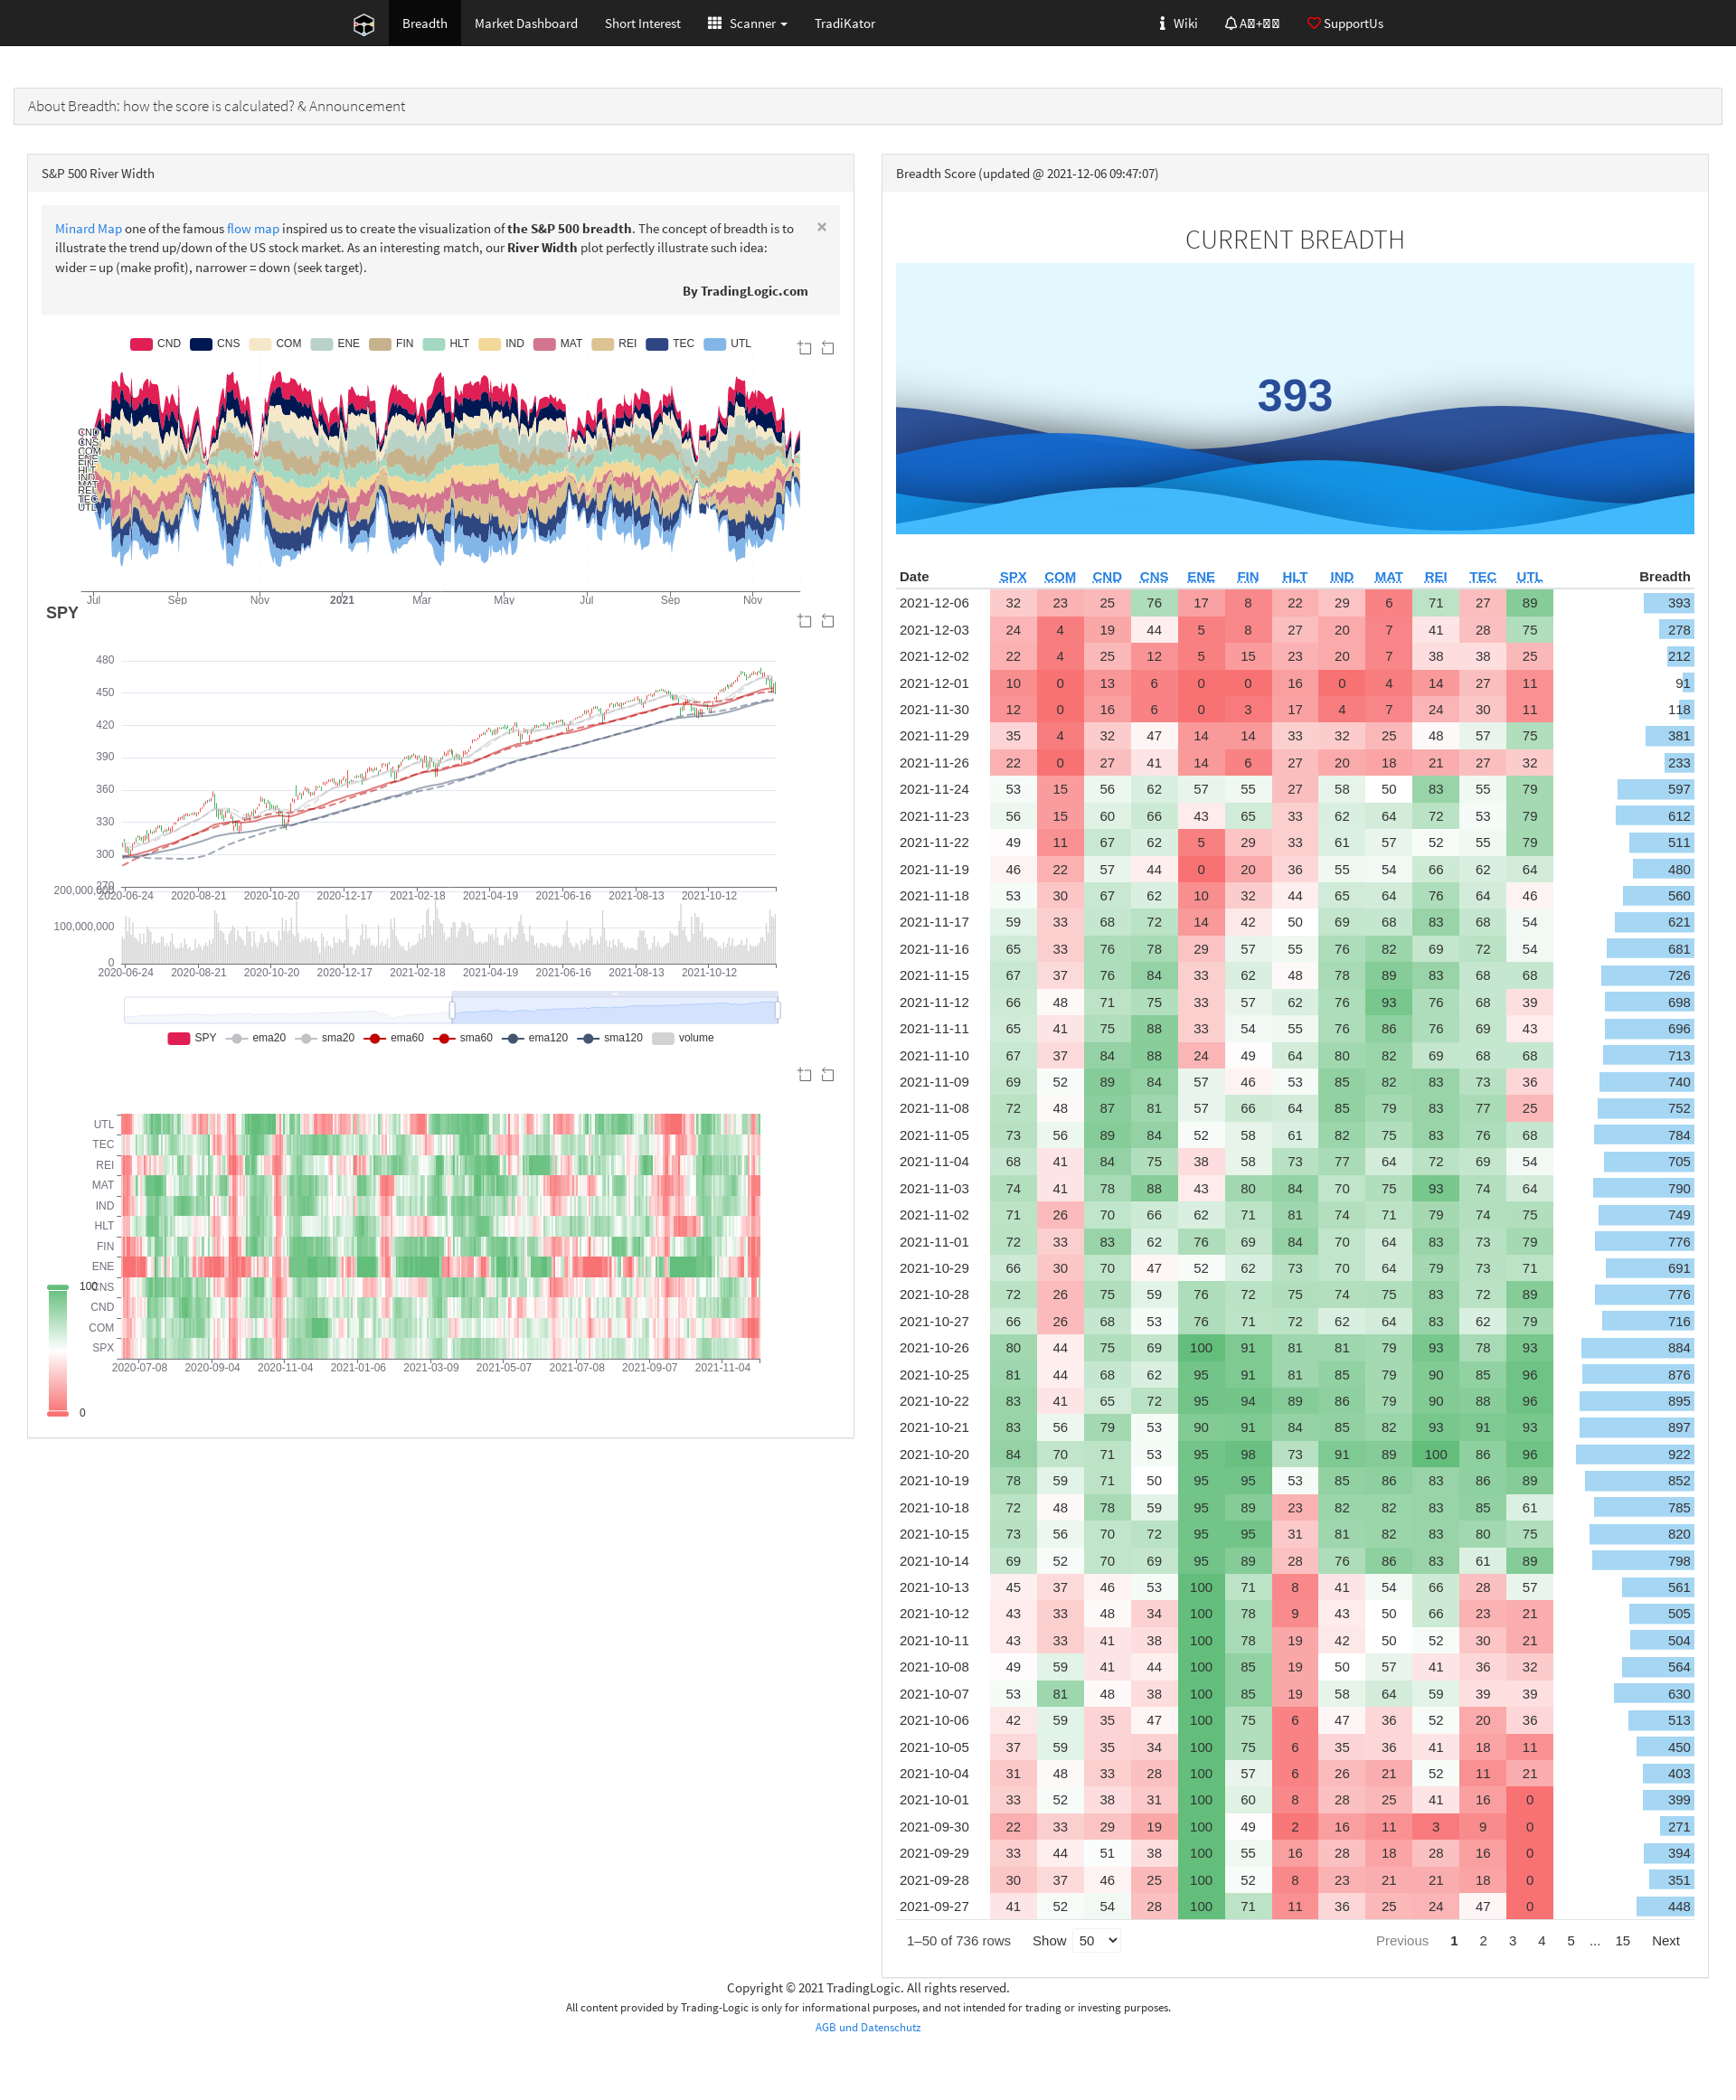 Breadth Market Dashboard Short Interest Scanner TradiKator Wiki SupportUs
About Breadth: how the score is calculated? & Announcement
S&P 500 River Width
Minard Map one of the famous flow map inspired us to create the visualization of the S&P 500 breadth. The concept of breadth is to
illustrate the trend up/down of the US stock market. As an interesting match, our River Width plot perfectly illustrate such idea:
wider = up (make profit), narrower = down (seek target).
×
By TradingLogic.com
CND CNS COM ENE FIN HLT IND MAT REI TEC UTL
CND
CNS
COM
ENE
FIN
HLT
IND
MAT
REI
TEC
UTL
Jul Sep Nov 2021 Mar May Jul Sep Nov
SPY
480
450
420
390
360
330
300
270
2020-06-24 2020-08-21 2020-10-20 2020-12-17 2021-02-18 2021-04-19 2021-06-16 2021-08-13 2021-10-12
200,000,000
100,000,000
0
2020-06-24 2020-08-21 2020-10-20 2020-12-17 2021-02-18 2021-04-19 2021-06-16 2021-08-13 2021-10-12
SPY ema20 sma20 ema60 sma60 ema120 sma120 volume
UTL
TEC
REI
MAT
IND
HLT
FIN
ENE
CNS
CND
COM
SPX
2020-07-08 2020-09-04 2020-11-04 2021-01-06 2021-03-09 2021-05-07 2021-07-08 2021-09-07 2021-11-04
100
0
Breadth Score (updated @ 2021-12-06 09:47:07)
CURRENT BREADTH
393
Date SPX COM CND CNS ENE FIN HLT IND MAT REI TEC UTL Breadth
2021-12-06 32 23 25 76 17 8 22 29 6 71 27 89 393
2021-12-03 24 4 19 44 5 8 27 20 7 41 28 75 278
2021-12-02 22 4 25 12 5 15 23 20 7 38 38 25 212
2021-12-01 10 0 13 6 0 0 16 0 4 14 27 11 91
2021-11-30 12 0 16 6 0 3 17 4 7 24 30 11 118
2021-11-29 35 4 32 47 14 14 33 32 25 48 57 75 381
2021-11-26 22 0 27 41 14 6 27 20 18 21 27 32 233
2021-11-24 53 15 56 62 57 55 27 58 50 83 55 79 597
2021-11-23 56 15 60 66 43 65 33 62 64 72 53 79 612
2021-11-22 49 11 67 62 5 29 33 61 57 52 55 79 511
2021-11-19 46 22 57 44 0 20 36 55 54 66 62 64 480
2021-11-18 53 30 67 62 10 32 44 65 64 76 64 46 560
2021-11-17 59 33 68 72 14 42 50 69 68 83 68 54 621
2021-11-16 65 33 76 78 29 57 55 76 82 69 72 54 681
2021-11-15 67 37 76 84 33 62 48 78 89 83 68 68 726
2021-11-12 66 48 71 75 33 57 62 76 93 76 68 39 698
2021-11-11 65 41 75 88 33 54 55 76 86 76 69 43 696
2021-11-10 67 37 84 88 24 49 64 80 82 69 68 68 713
2021-11-09 69 52 89 84 57 46 53 85 82 83 73 36 740
2021-11-08 72 48 87 81 57 66 64 85 79 83 77 25 752
2021-11-05 73 56 89 84 52 58 61 82 75 83 76 68 784
2021-11-04 68 41 84 75 38 58 73 77 64 72 69 54 705
2021-11-03 74 41 78 88 43 80 84 70 75 93 74 64 790
2021-11-02 71 26 70 66 62 71 81 74 71 79 74 75 749
2021-11-01 72 33 83 62 76 69 84 70 64 83 73 79 776
2021-10-29 66 30 70 47 52 62 73 70 64 79 73 71 691
2021-10-28 72 26 75 59 76 72 75 74 75 83 72 89 776
2021-10-27 66 26 68 53 76 71 72 62 64 83 62 79 716
2021-10-26 80 44 75 69 100 91 81 81 79 93 78 93 884
2021-10-25 81 44 68 62 95 91 81 85 79 90 85 96 876
2021-10-22 83 41 65 72 95 94 89 86 79 90 88 96 895
2021-10-21 83 56 79 53 90 91 84 85 82 93 91 93 897
2021-10-20 84 70 71 53 95 98 73 91 89 100 86 96 922
2021-10-19 78 59 71 50 95 95 53 85 86 83 86 89 852
2021-10-18 72 48 78 59 95 89 23 82 82 83 85 61 785
2021-10-15 73 56 70 72 95 95 31 81 82 83 80 75 820
2021-10-14 69 52 70 69 95 89 28 76 86 83 61 89 798
2021-10-13 45 37 46 53 100 71 8 41 54 66 28 57 561
2021-10-12 43 33 48 34 100 78 9 43 50 66 23 21 505
2021-10-11 43 33 41 38 100 78 19 42 50 52 30 21 504
2021-10-08 49 59 41 44 100 85 19 50 57 41 36 32 564
2021-10-07 53 81 48 38 100 85 19 58 64 59 39 39 630
2021-10-06 42 59 35 47 100 75 6 47 36 52 20 36 513
2021-10-05 37 59 35 34 100 75 6 35 36 41 18 11 450
2021-10-04 31 48 33 28 100 57 6 26 21 52 11 21 403
2021-10-01 33 52 38 31 100 60 8 28 25 41 16 0 399
2021-09-30 22 33 29 19 100 49 2 16 11 3 9 0 271
2021-09-29 33 44 51 38 100 55 16 28 18 28 16 0 394
2021-09-28 30 37 46 25 100 52 8 23 21 21 18 0 351
2021-09-27 41 52 54 28 100 71 11 36 25 24 47 0 448
1–50 of 736 rows Show 50 Previous 1 2 3 4 5 ... 15 Next
Copyright © 2021 TradingLogic. All rights reserved.
All content provided by Trading-Logic is only for informational purposes, and not intended for trading or investing purposes.
AGB und Datenschutz